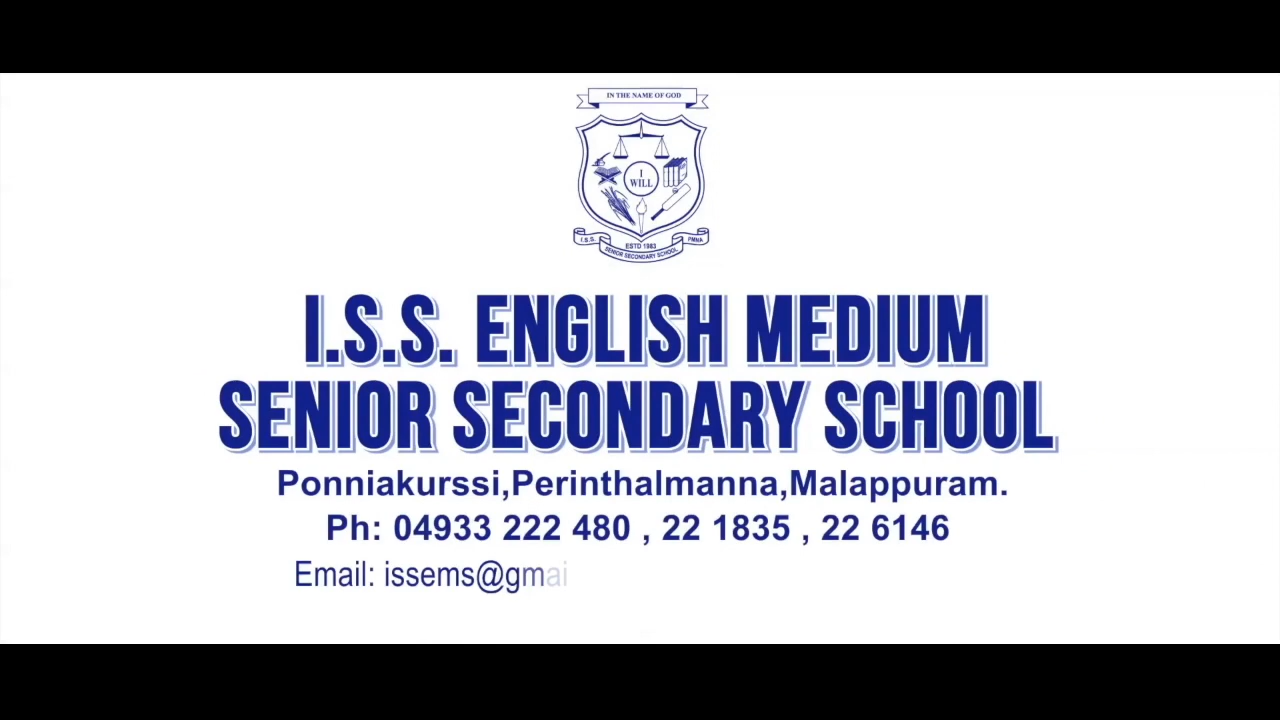 IN THE NAME OF GOD
I WILL
ESTD 1983
I.S.S. SENIOR SECONDARY SCHOOL PMNA
I.S.S. ENGLISH MEDIUM
SENIOR SECONDARY SCHOOL
Ponniakurssi,Perinthalmanna,Malappuram.
Ph: 04933 222 480 , 22 1835 , 22 6146
Email: issems@gmai